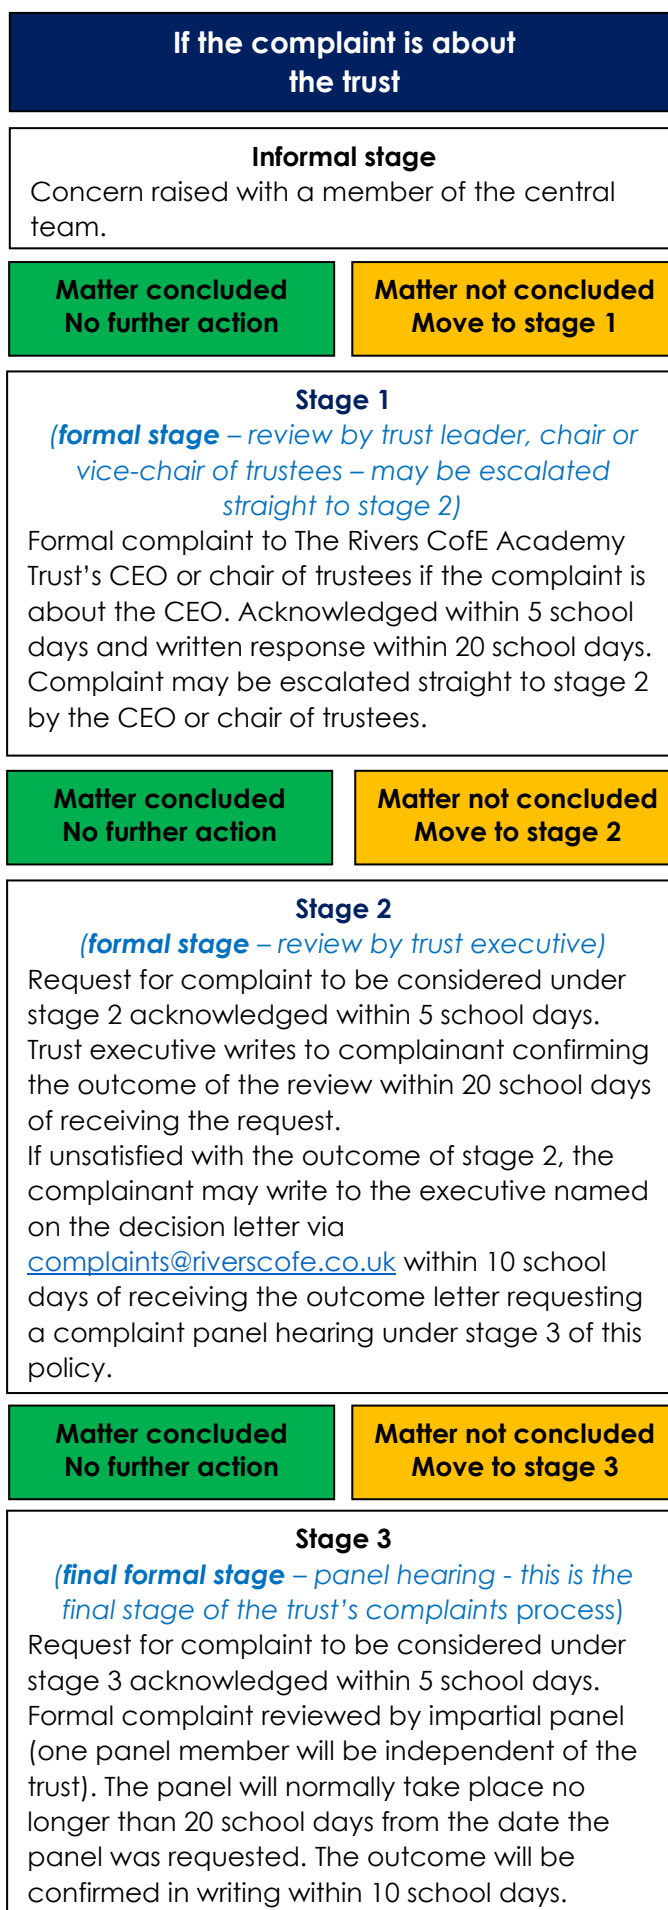 If the complaint is about
the trust
Informal stage
Concern raised with a member of the central
team.
Matter concluded
No further action
Matter not concluded
Move to stage 1
Stage 1
(formal stage – review by trust leader, chair or
vice-chair of trustees – may be escalated
straight to stage 2)
Formal complaint to The Rivers CofE Academy
Trust’s CEO or chair of trustees if the complaint is
about the CEO. Acknowledged within 5 school
days and written response within 20 school days.
Complaint may be escalated straight to stage 2
by the CEO or chair of trustees.
Matter concluded
No further action
Matter not concluded
Move to stage 2
Stage 2
(formal stage – review by trust executive)
Request for complaint to be considered under
stage 2 acknowledged within 5 school days.
Trust executive writes to complainant confirming
the outcome of the review within 20 school days
of receiving the request.
If unsatisfied with the outcome of stage 2, the
complainant may write to the executive named
on the decision letter via
complaints@riverscofe.co.uk within 10 school
days of receiving the outcome letter requesting
a complaint panel hearing under stage 3 of this
policy.
Matter concluded
No further action
Matter not concluded
Move to stage 3
Stage 3
(final formal stage – panel hearing - this is the
final stage of the trust’s complaints process)
Request for complaint to be considered under
stage 3 acknowledged within 5 school days.
Formal complaint reviewed by impartial panel
(one panel member will be independent of the
trust). The panel will normally take place no
longer than 20 school days from the date the
panel was requested. The outcome will be
confirmed in writing within 10 school days.